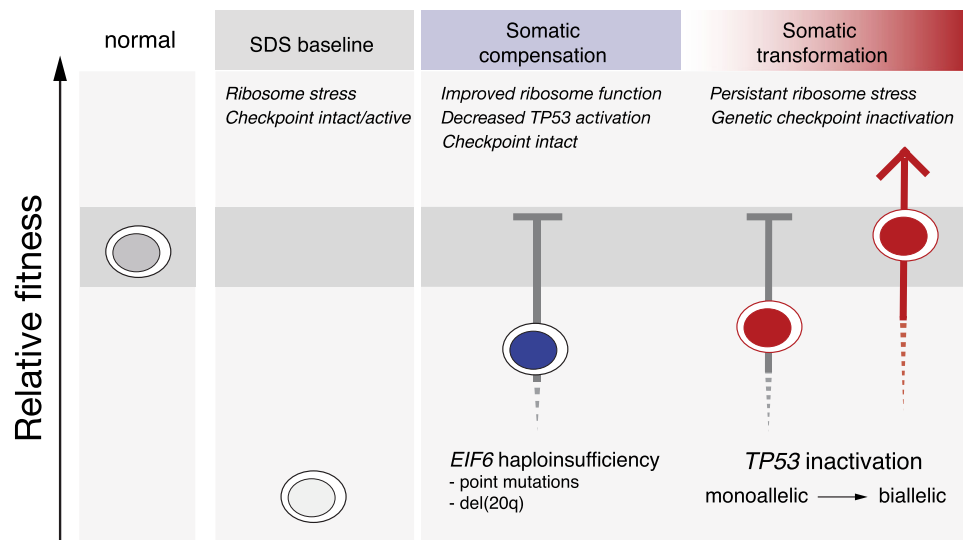 normal
SDS baseline
Somatic
compensation
Somatic
transformation
Ribosome stress
Checkpoint intact/active
Improved ribosome function
Decreased TP53 activation
Checkpoint intact
Persistant ribosome stress
Genetic checkpoint inactivation
Relative fitness
EIF6 haploinsufficiency
- point mutations
- del(20q)
TP53 inactivation
monoallelic
biallelic